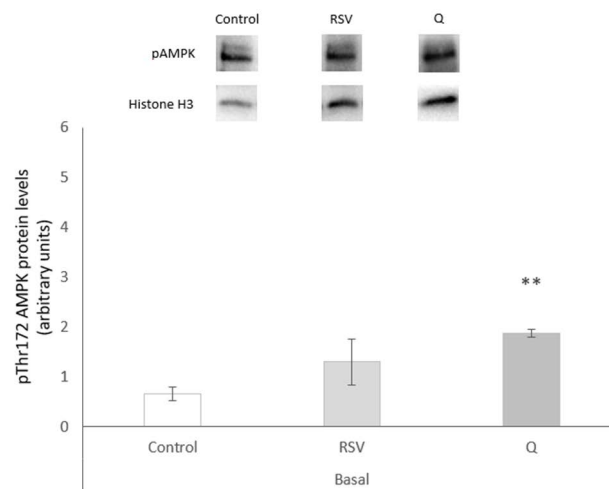 Control RSV Q
pAMPK
Histone H3
pThr172 AMPK protein levels
(arbitrary units)
6
5
4
3
2
1
0
**
Control RSV Q
Basal